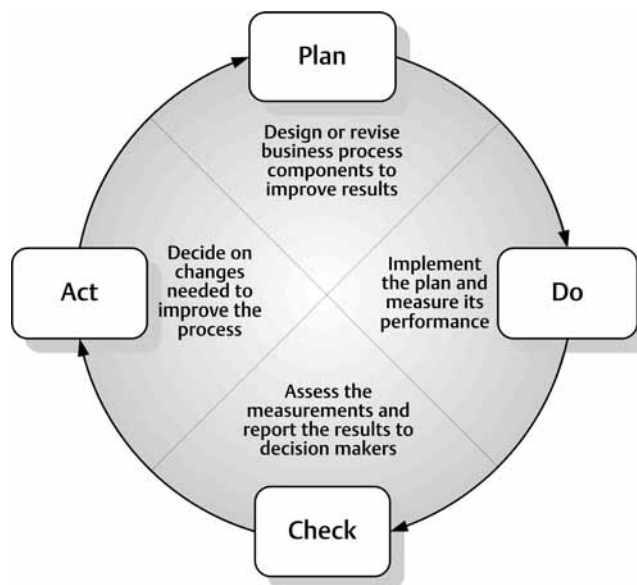 Plan
Design or revise
business process
components to
improve results
Do
Implement
the plan and
measure its
performance
Check
Assess the
measurements and
report the results to
decision makers
Act
Decide on
changes
needed to
improve the
process